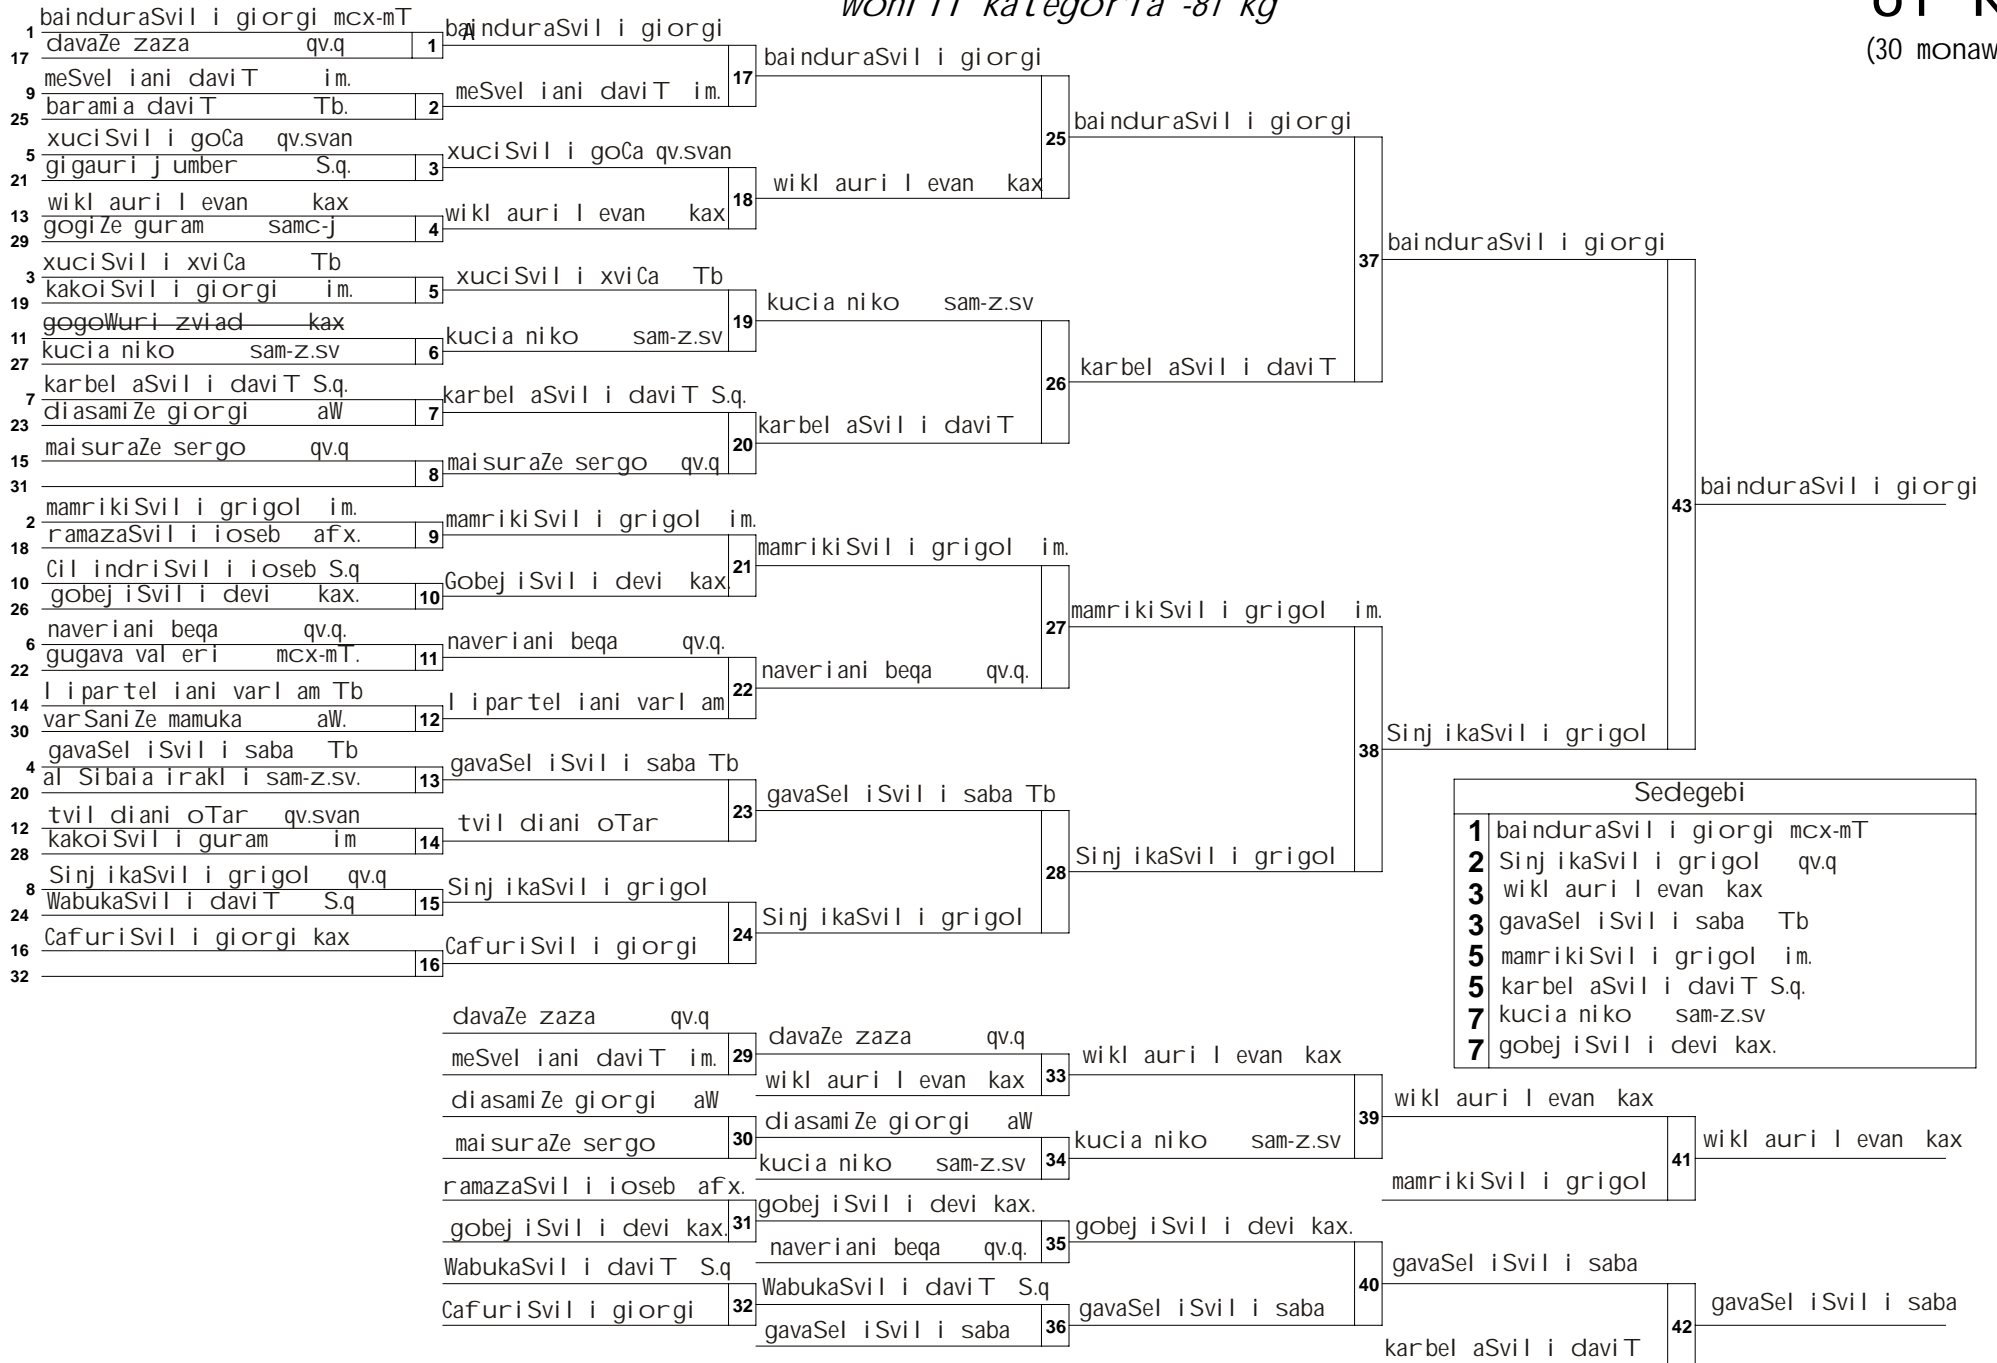 woniTi kategoria -81 kg
(30 monaw
1 bainduraSvili giorgi mcx-mT
17 davaZe zaza qv.q 1
9 meSveliani daviT im.
25 baramia daviT Tb. 2
5 xuciSvili goCa qv.svan
21 gigauri jumber S.q. 3
13 wiklauri levan kax
29 gogiZe guram samc-j 4
3 xuciSvili xviCa Tb
19 kakoiSvili giorgi im. 5
11 gogoWuri zviad kax
27 kucia niko sam-z.sv 6
7 karbelaSvili daviT S.q.
23 diasamiZe giorgi aW 7
15 maisuraZe sergo qv.q
31 8
2 mamrikiSvili grigol im.
18 ramazaSvili ioseb afx. 9
10 CilindriSvili ioseb S.q
26 gobejiSvili devi kax. 10
6 naveriani beqa qv.q.
22 gugava valeri mcx-mT. 11
14 liparteliani varlam Tb
30 varSaniZe mamuka aW. 12
4 gavaSeliSvili saba Tb
20 alSibaia irakli sam-z.sv. 13
12 tvildiani oTar qv.svan
28 kakoiSvili guram im 14
8 SinjikaSvili grigol qv.q
24 WabukaSvili daviT S.q 15
16 CafuriSvili giorgi kax
32 16
A
bainduraSvili giorgi
17
meSveliani daviT im.
xuciSvili goCa qv.svan
18
wiklauri levan kax
xuciSvili xviCa Tb
19
kucia niko sam-z.sv
karbelaSvili daviT S.q.
20
maisuraZe sergo qv.q
mamrikiSvili grigol im.
21
GobejiSvili devi kax.
naveriani beqa qv.q.
22
liparteliani varlam
gavaSeliSvili saba Tb
23
tvildiani oTar
SinjikaSvili grigol
24
CafuriSvili giorgi
bainduraSvili giorgi
25
wiklauri levan kax
kucia niko sam-z.sv
26
karbelaSvili daviT
mamrikiSvili grigol im.
27
naveriani beqa qv.q.
gavaSeliSvili saba Tb
28
SinjikaSvili grigol
bainduraSvili giorgi
37
karbelaSvili daviT
mamrikiSvili grigol im.
38
SinjikaSvili grigol
bainduraSvili giorgi
43
SinjikaSvili grigol
bainduraSvili giorgi
Sedegebi
1 bainduraSvili giorgi mcx-mT
2 SinjikaSvili grigol qv.q
3 wiklauri levan kax
3 gavaSeliSvili saba Tb
5 mamrikiSvili grigol im.
5 karbelaSvili daviT S.q.
7 kucia niko sam-z.sv
7 gobejiSvili devi kax.
davaZe zaza qv.q
29
meSveliani daviT im.
diasamiZe giorgi aW
30
maisuraZe sergo
ramazaSvili ioseb afx.
31
gobejiSvili devi kax.
WabukaSvili daviT S.q
32
CafuriSvili giorgi
davaZe zaza qv.q
33
wiklauri levan kax
diasamiZe giorgi aW
34
kucia niko sam-z.sv
gobejiSvili devi kax.
35
naveriani beqa qv.q.
WabukaSvili daviT S.q
36
gavaSeliSvili saba
wiklauri levan kax
39
kucia niko sam-z.sv
gobejiSvili devi kax.
40
gavaSeliSvili saba
wiklauri levan kax
41
mamrikiSvili grigol
gavaSeliSvili saba
42
karbelaSvili daviT
wiklauri levan kax
gavaSeliSvili saba